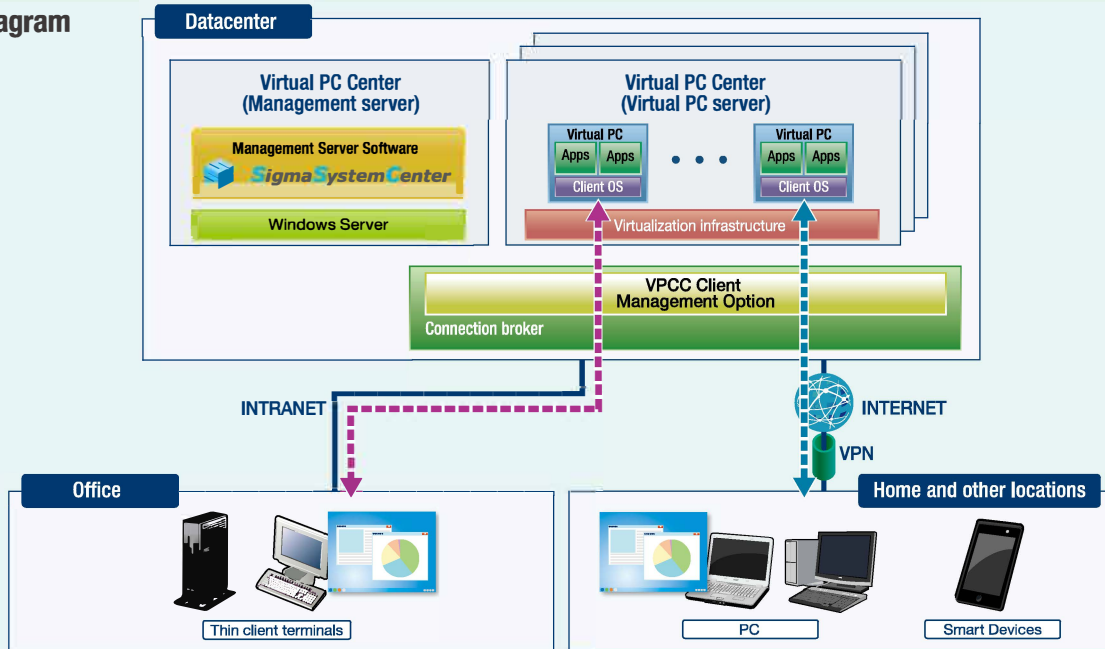 agram
Datacenter
Virtual PC Center
(Management server)
Management Server Software
SigmaSystemCenter
Windows Server
Virtual PC Center
(Virtual PC server)
Virtual PC
Apps Apps
Client OS
Virtual PC
Apps Apps
Client OS
Virtualization infrastructure
VPCC Client
Management Option
Connection broker
INTRANET
INTERNET
VPN
Office
Thin client terminals
Home and other locations
PC
Smart Devices